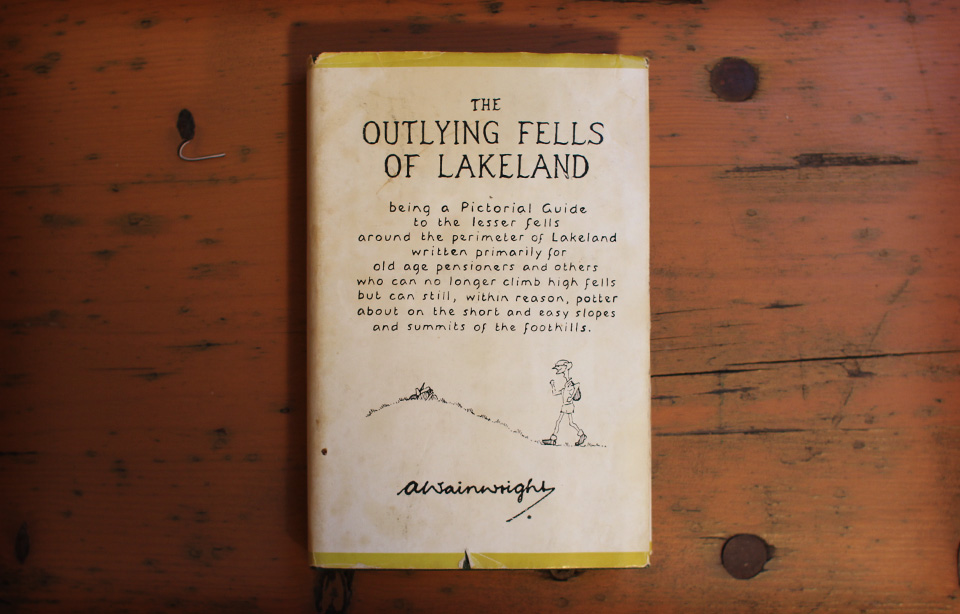 THE
OUTLYING FELLS
OF LAKELAND
being a Pictorial Guide
to the lesser fells
around the perimeter of Lakeland
written primarily for
old age pensioners and others
who can no longer climb high fells
but can still, within reason, potter
about on the short and easy slopes
and summits of the foothills.
aWainwright